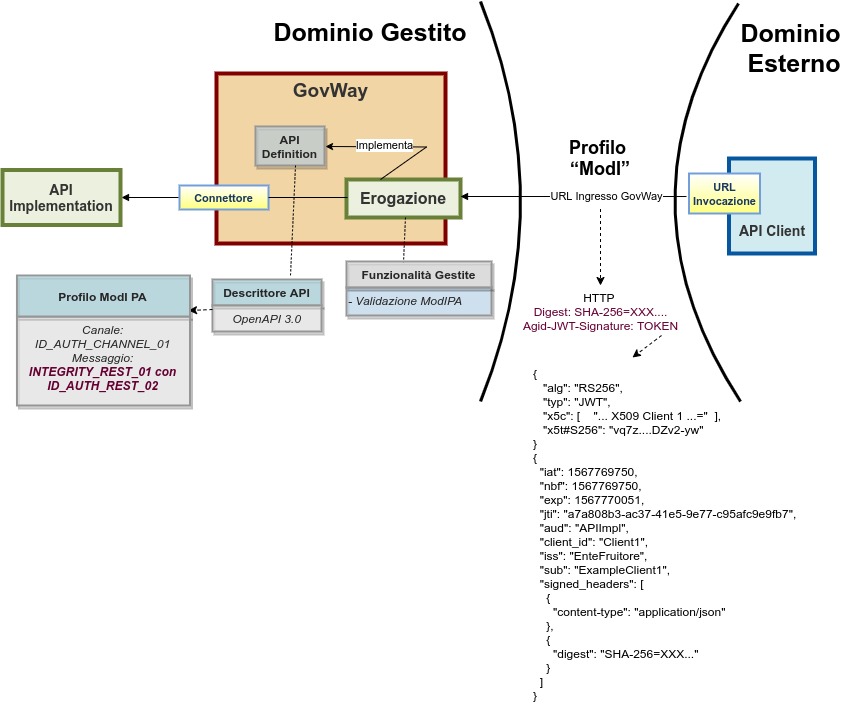 Dominio Gestito
Dominio
Esterno
GovWay
API
Definition
Implementa
Profilo
“ModI”
API
Implementation
Connettore
Erogazione
URL Ingresso GovWay
URL
Invocazione
API Client
Profilo ModI PA
Canale:
ID_AUTH_CHANNEL_01
Messaggio:
INTEGRITY_REST_01 con
ID_AUTH_REST_02
Descrittore API
OpenAPI 3.0
Funzionalità Gestite
- Validazione ModIPA
HTTP
Digest: SHA-256=XXX....
Agid-JWT-Signature: TOKEN
{
"alg": "RS256",
"typ": "JWT",
"x5c": [ "... X509 Client 1 ...=" ],
"x5t#S256": "vq7z....DZv2-yw"
}
{
"iat": 1567769750,
"nbf": 1567769750,
"exp": 1567770051,
"jti": "a7a808b3-ac37-41e5-9e77-c95afc9e9fb7",
"aud": "APIImpl",
"client_id": "Client1",
"iss": "EnteFruitore",
"sub": "ExampleClient1",
"signed_headers": [
{
"content-type": "application/json"
},
{
"digest": "SHA-256=XXX..."
}
]
}